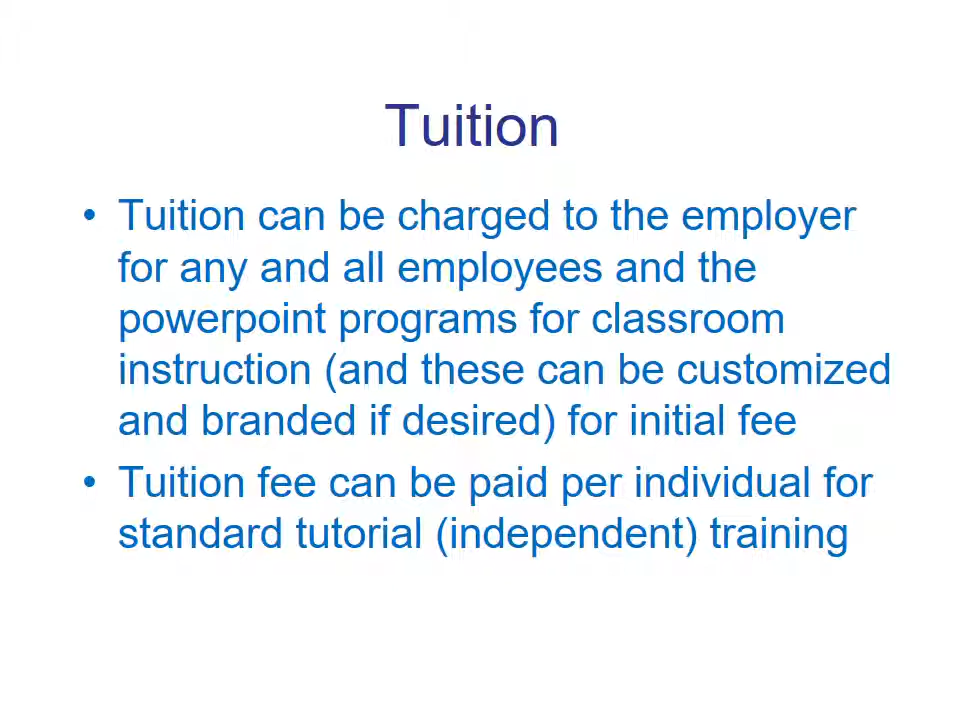 Tuition
• Tuition can be charged to the employer
for any and all employees and the
powerpoint programs for classroom
instruction (and these can be customized
and branded if desired) for initial fee
• Tuition fee can be paid per individual for
standard tutorial (independent) training